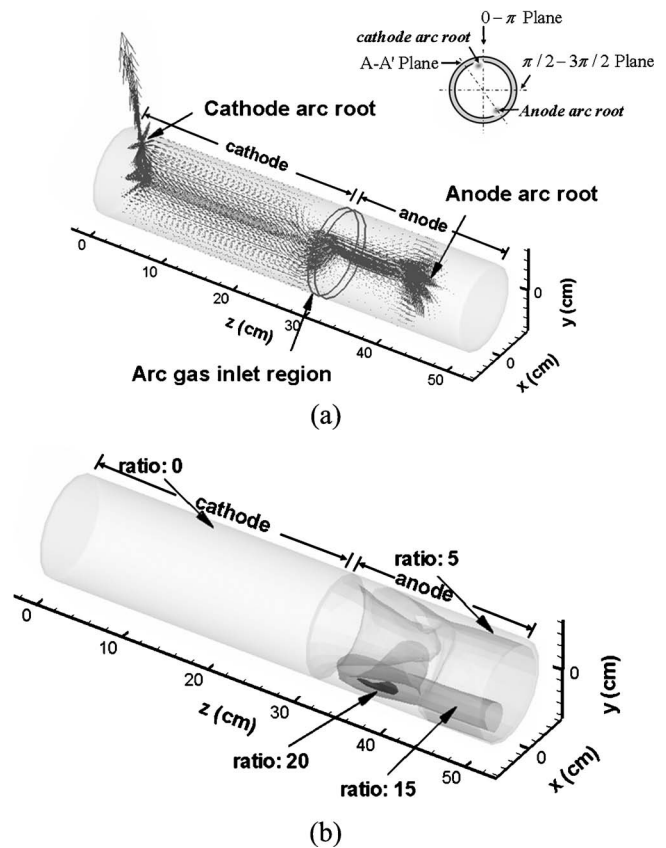 (a)
0 – π Plane
cathode arc root
A-A' Plane
π / 2 – 3π / 2 Plane
Anode arc root
Cathode arc root
cathode
Anode arc root
anode
0
10
20
30
40
50
z (cm)
0
x (cm)
0
y (cm)
Arc gas inlet region
(a)
(b)
ratio: 0
cathode
ratio: 5
anode
0
10
20
30
40
50
z (cm)
0
x (cm)
0
y (cm)
ratio: 20
ratio: 15
(b)